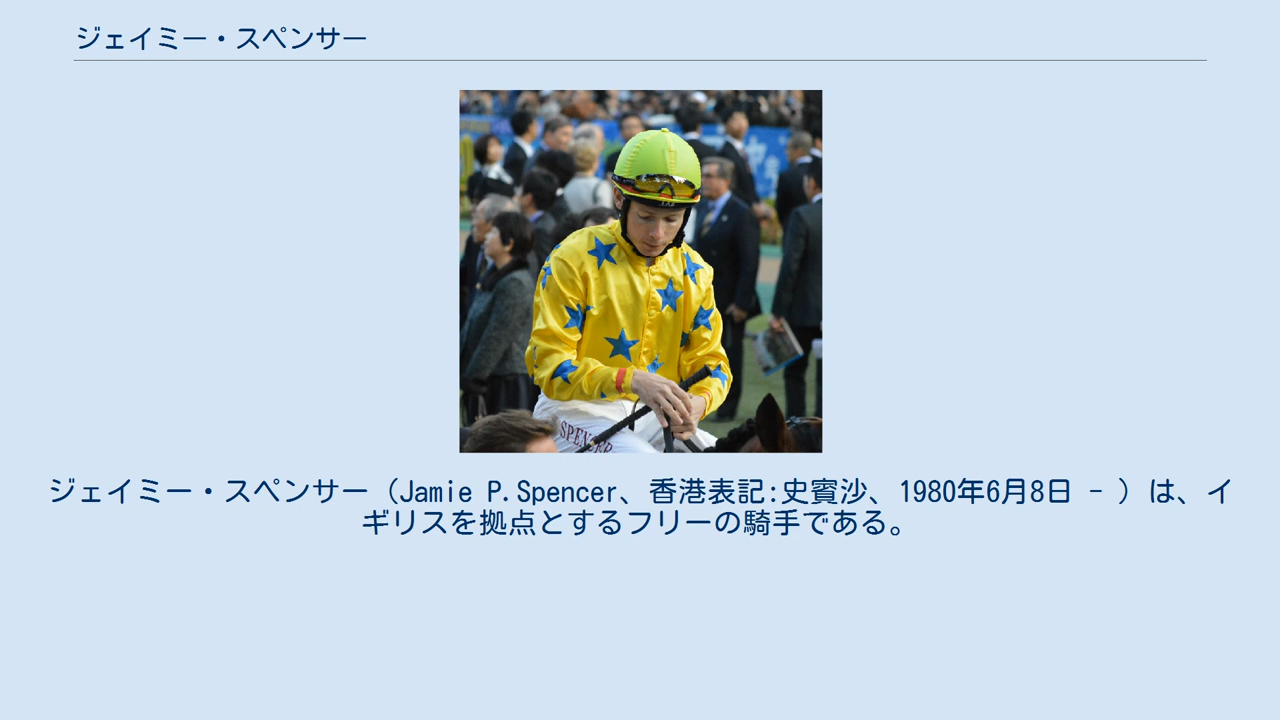 ジェイミー・スペンサー
SPENCER
ジェイミー・スペンサー（Jamie P.Spencer、香港表記:史賓沙、1980年6月8日 - ）は、イ
ギリスを拠点とするフリーの騎手である。